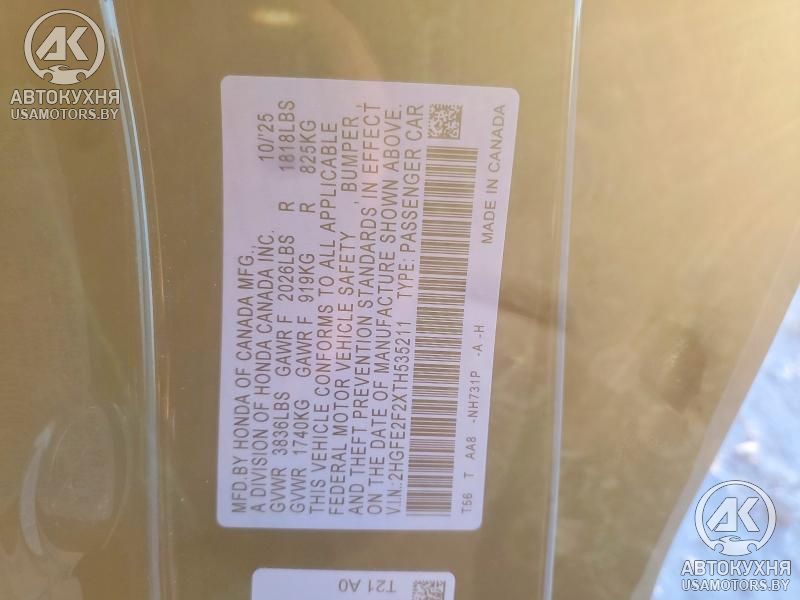 АК
АВТОКУХНЯ
USAMOTORS.BY
MFD.BY HONDA OF CANADA MFG., 10/'25
A DIVISION OF HONDA CANADA INC.
GVWR 3836LBS GAWR F 2026LBS R 1818LBS
GVWR 1740KG GAWR F 919KG R 825KG
THIS VEHICLE CONFORMS TO ALL APPLICABLE
FEDERAL MOTOR VEHICLE SAFETY, BUMPER,
AND THEFT PREVENTION STANDARDS IN EFFECT
ON THE DATE OF MANUFACTURE SHOWN ABOVE.
V.I.N.:2HGFE2F2XTH535211 TYPE: PASSENGER CAR
T56 T AA8 -NH731P -A -H MADE IN CANADA
T21 A0
АК
АВТОКУХНЯ
USAMOTORS.BY